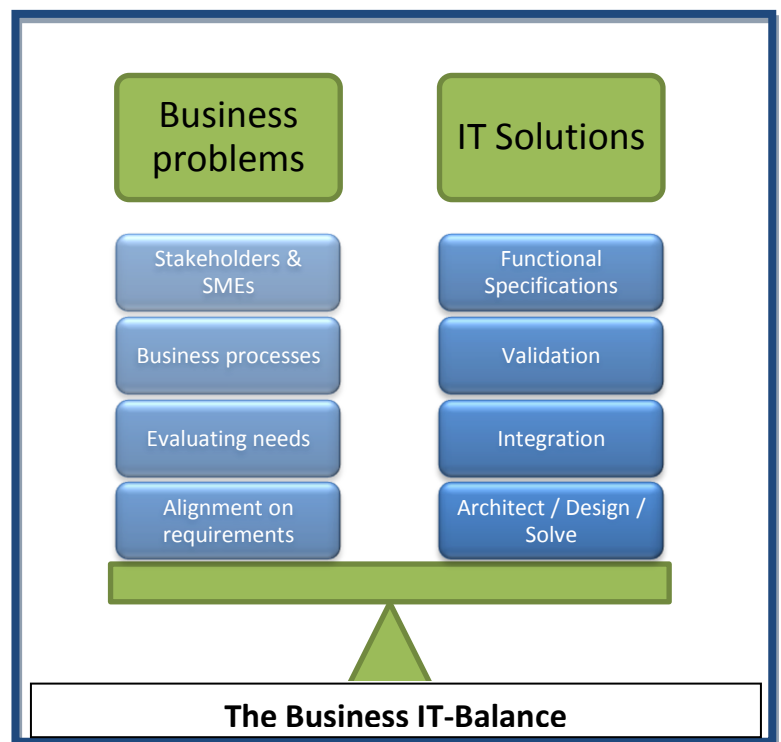 Business
problems
IT Solutions
Stakeholders &
SMEs
Business processes
Evaluating needs
Alignment on
requirements
Functional
Specifications
Validation
Integration
Architect / Design /
Solve
The Business IT-Balance